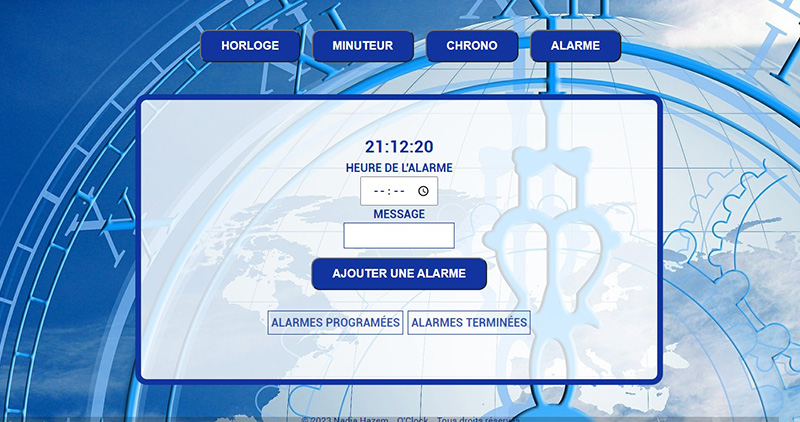 HORLOGE MINUTEUR CHRONO ALARME
21:12:20
HEURE DE L'ALARME
--:--
MESSAGE
AJOUTER UNE ALARME
ALARMES PROGRAMÉES ALARMES TERMINÉES
© 2023 Nadia Hazem - O'Clock - Tous droits réservés